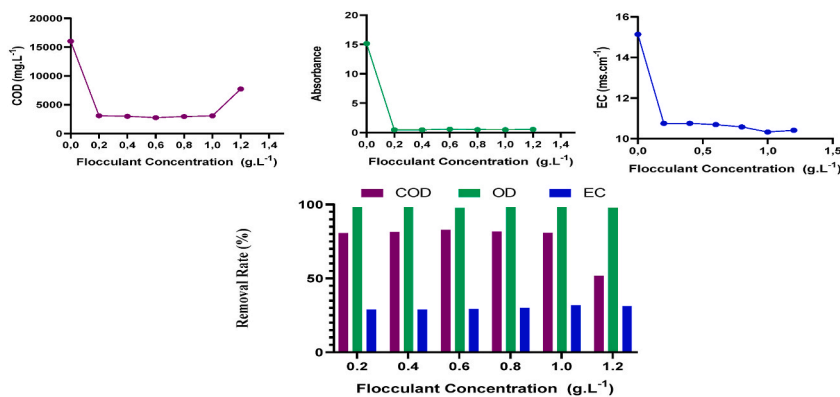 COD (mg.L⁻¹)
20000
15000
10000
5000
0
0,0 0,2 0,4 0,6 0,8 1,0 1,2 1,4
Flocculant Concentration (g.L⁻¹)
Absorbance
20
15
10
5
0
0,0 0,2 0,4 0,6 0,8 1,0 1,2 1,4
Flocculant Concentration (g.L⁻¹)
EC (ms.cm⁻¹)
16
14
12
10
0,0 0,5 1,0 1,5
Flocculant Concentration (g.L⁻¹)
COD OD EC
Removal Rate (%)
100
50
0
0.2 0.4 0.6 0.8 1.0 1.2
Flocculant Concentration (g.L⁻¹)